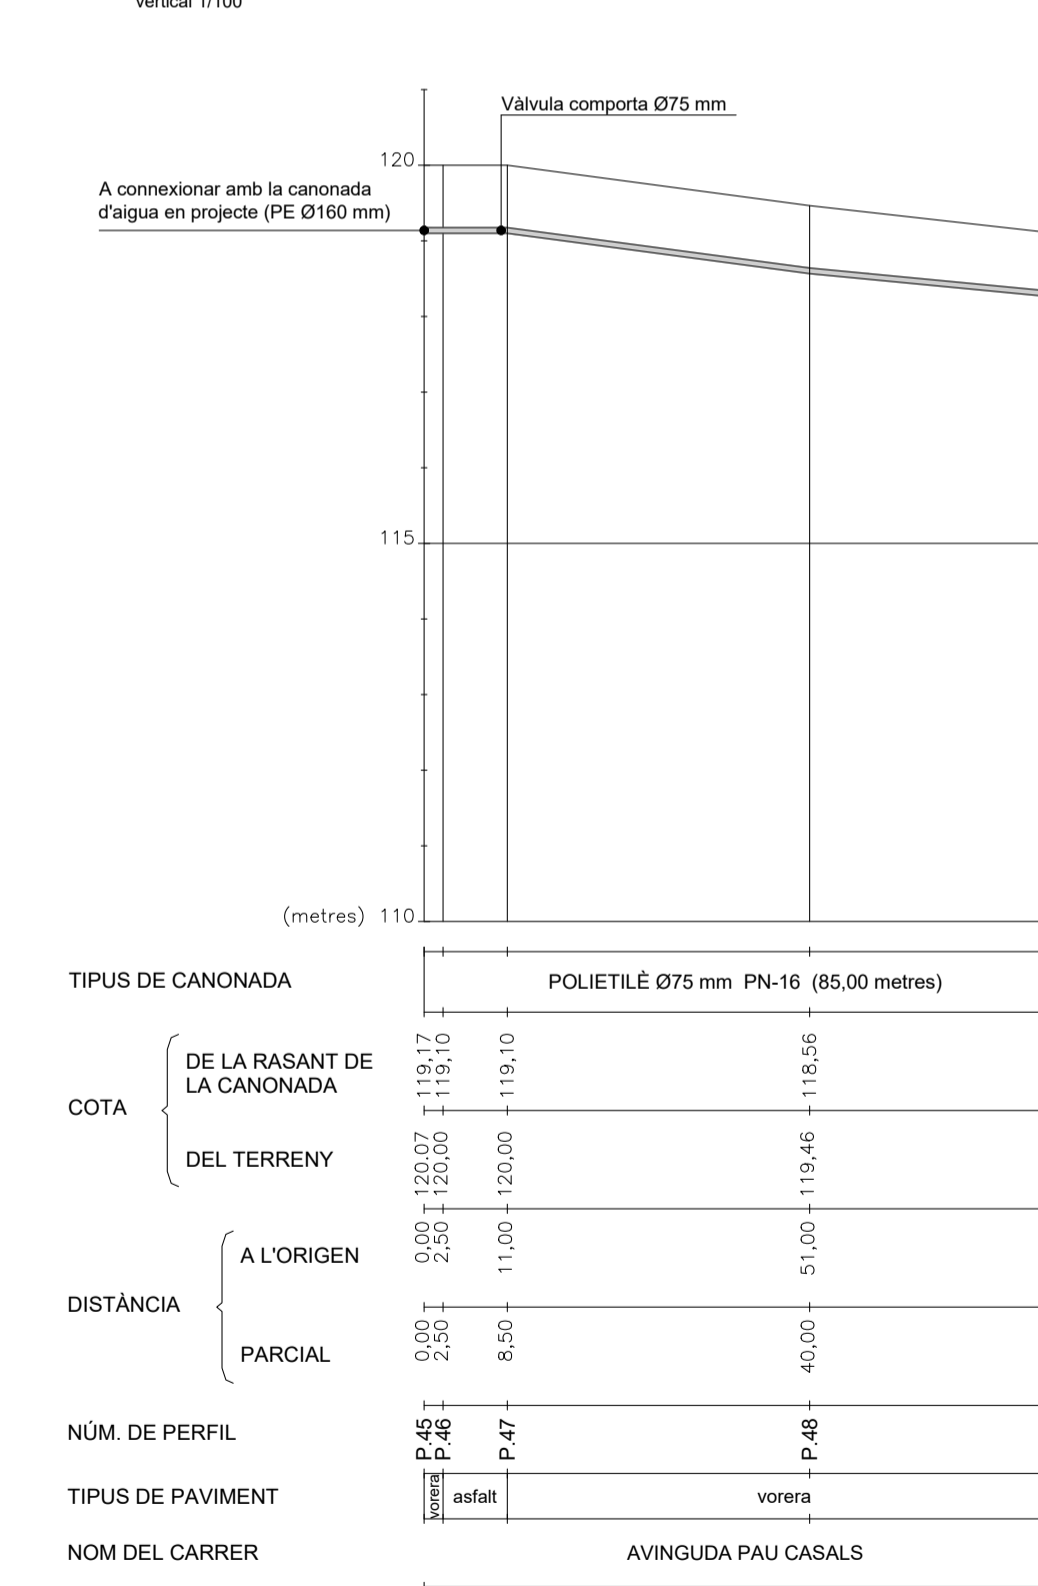 vertical 1/100
Vàlvula comporta Ø75 mm
120
A connexionar amb la canonada
d'aigua en projecte (PE Ø160 mm)
115
(metres) 110
TIPUS DE CANONADA
POLIETILÈ Ø75 mm PN-16 (85,00 metres)
COTA
DE LA RASANT DE
LA CANONADA
119,17
119,10
119,10
118,56
DEL TERRENY
120.07
120,00
120,00
119,46
DISTÀNCIA
A L'ORIGEN
0,00
2,50
11,00
51,00
PARCIAL
0,00
2,50
8,50
40,00
NÚM. DE PERFIL
P.45
P.46
P.47
P.48
TIPUS DE PAVIMENT
vorera
asfalt
vorera
NOM DEL CARRER
AVINGUDA PAU CASALS